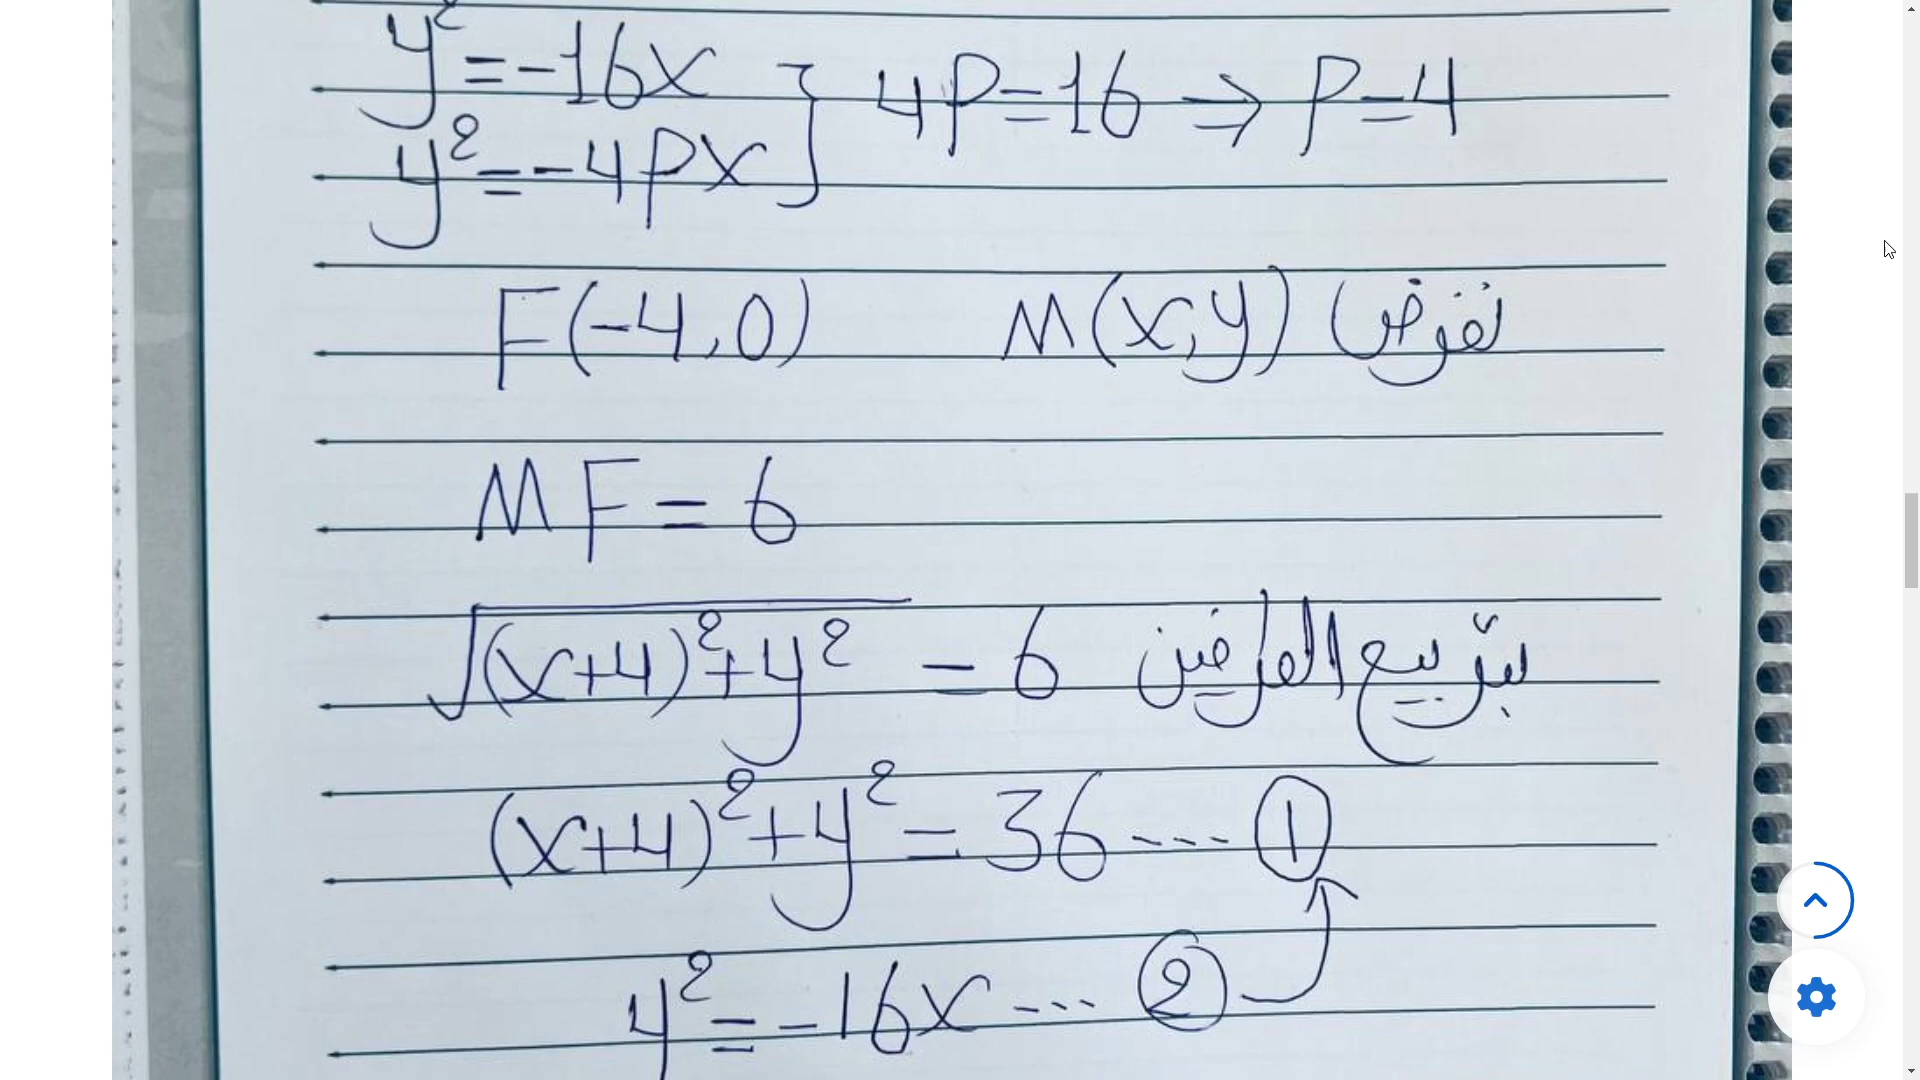 y² = -16x } 4P = 16 ⇒ P = 4
y² = -4px
F(-4, 0) نفرض M(x, y)
MF = 6
√(x+4)² + y² = 6 بتربيع الطرفين
(x+4)² + y² = 36 ---- ①
y² = -16x --- ②